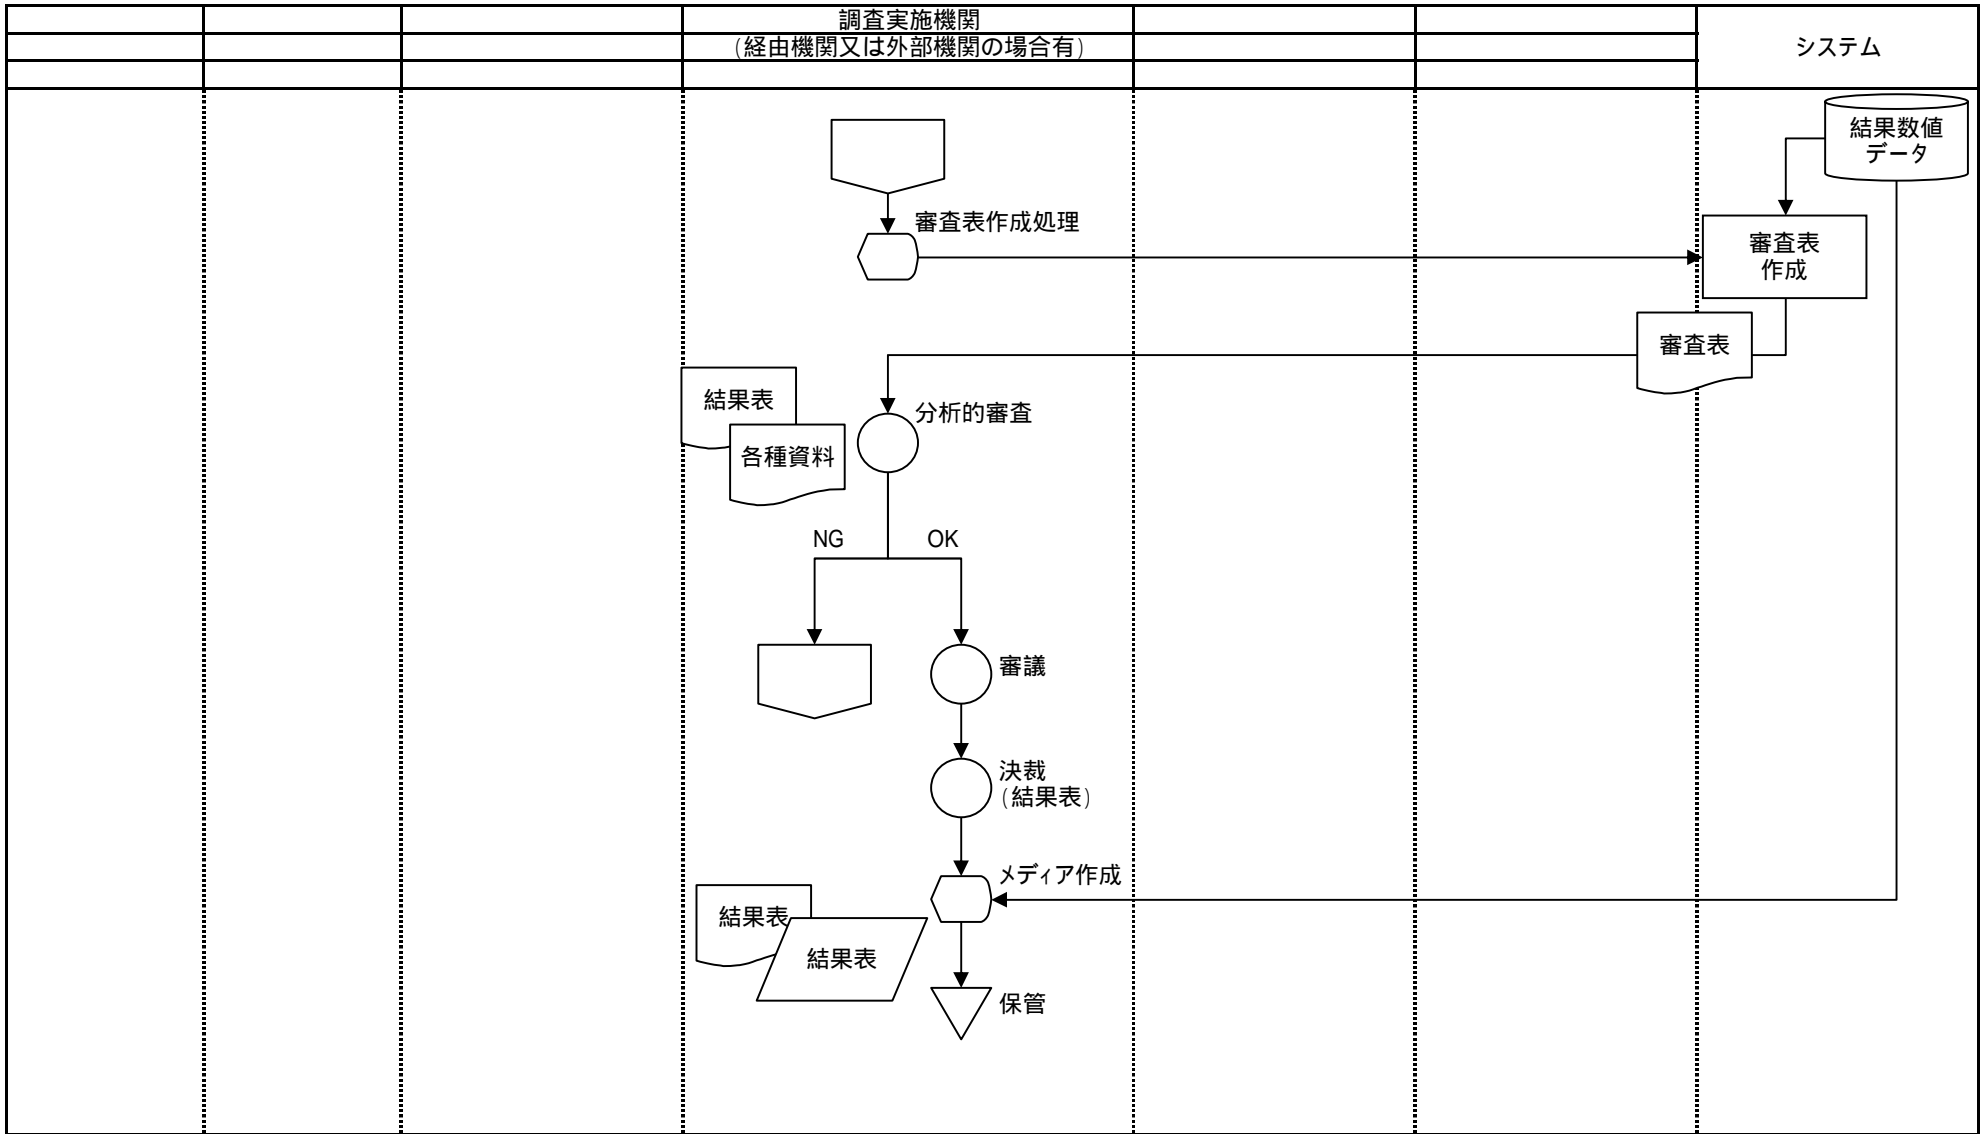 調査実施機関
(経由機関又は外部機関の場合有)
システム
結果数値
データ
審査表作成処理
審査表
作成
審査表
結果表
各種資料
分析的審査
NG
OK
審議
決裁
(結果表)
メディア作成
結果表
結果表
保管